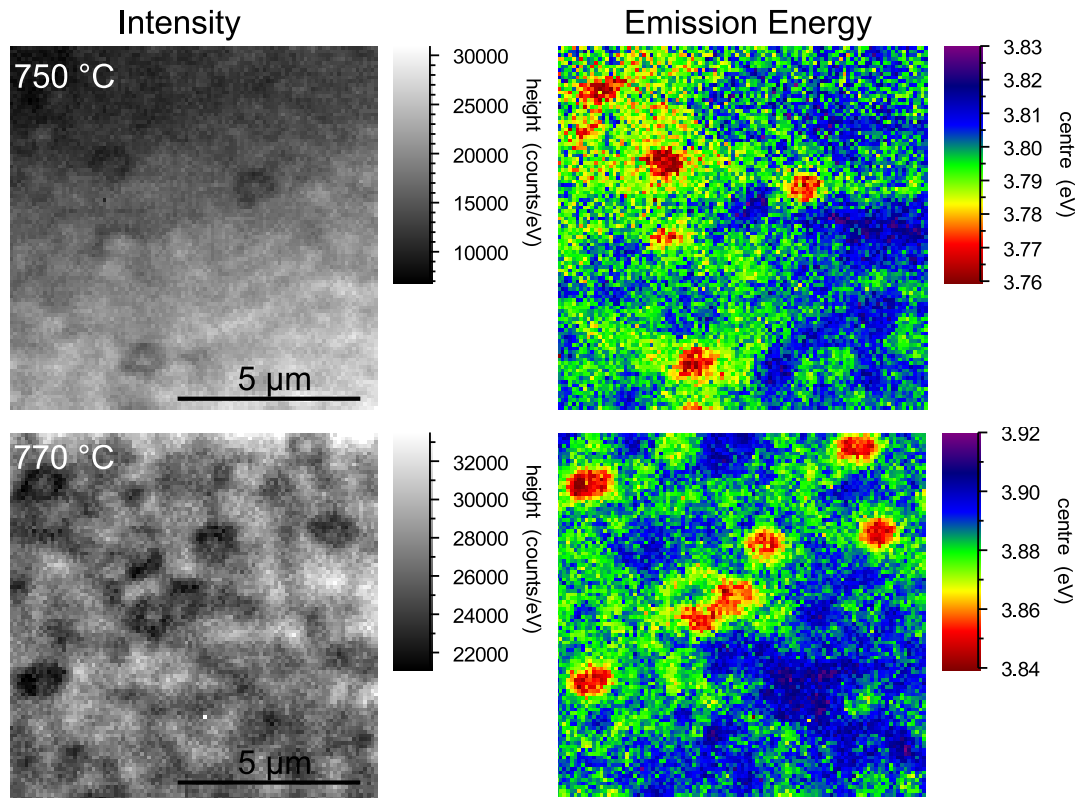 Intensity
Emission Energy
750 °C
30000
25000
20000
15000
10000
height (counts/eV)
5 µm
3.83
3.82
3.81
3.80
3.79
3.78
3.77
3.76
centre (eV)
770 °C
32000
30000
28000
26000
24000
22000
height (counts/eV)
5 µm
3.92
3.90
3.88
3.86
3.84
centre (eV)